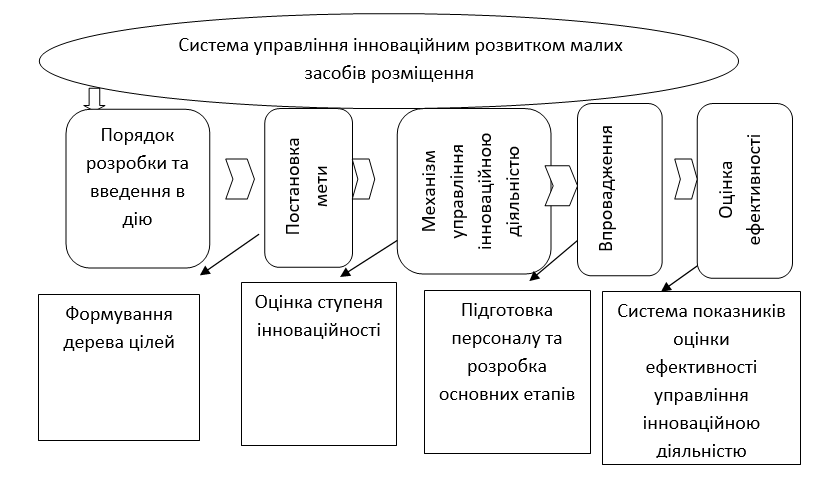 Система управління інноваційним розвитком малих
засобів розміщення
Порядок
розробки та
введення в
дію
Постановка
мети
Механізм
управління
інноваційною
діяльністю
Впровадження
Оцінка
ефективності
Формування
дерева цілей
Оцінка ступеня
інноваційності
Підготовка
персоналу та
розробка
основних етапів
Система показників
оцінки
ефективності
управління
інноваційною
діяльністю